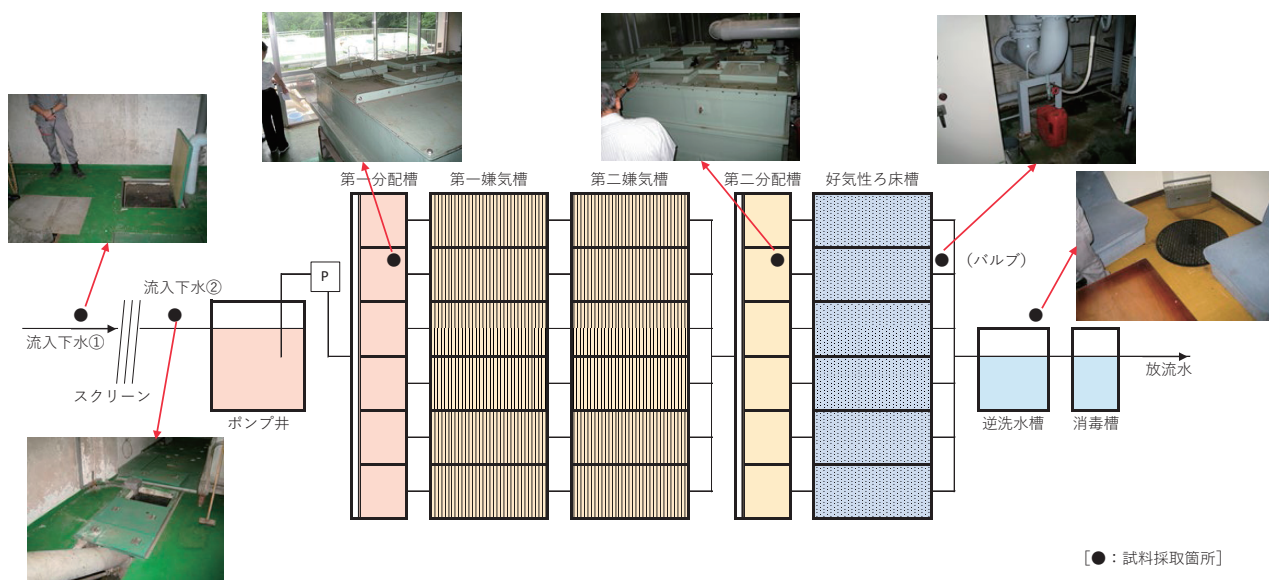 第一分配槽
第一嫌気槽
第二嫌気槽
第二分配槽
好気性ろ床槽
(バルブ)
P
流入下水②
流入下水①
スクリーン
ポンプ井
逆洗水槽
消毒槽
放流水
[●:試料採取箇所]